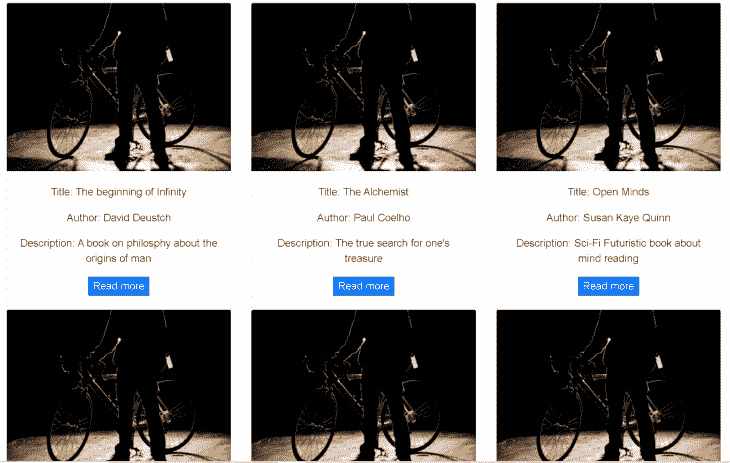 Title: The beginning of Infinity
Author: David Deustch
Description: A book on philosphy about the
origins of man
Read more
Title: The Alchemist
Author: Paul Coelho
Description: The true search for one's
treasure
Read more
Title: Open Minds
Author: Susan Kaye Quinn
Description: Sci-Fi Futuristic book about
mind reading
Read more